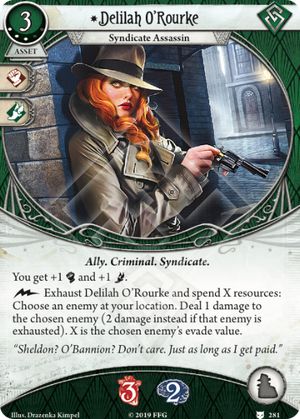 3
Delilah O'Rourke
Syndicate Assassin
ASSET
Ally. Criminal. Syndicate.
You get +1 and +1 .
Exhaust Delilah O'Rourke and spend X resources:
Choose an enemy at your location. Deal 1 damage to
the chosen enemy (2 damage instead if that enemy is
exhausted). X is the chosen enemy's evade value.
"Sheldon? O'Bannion? Don't care. Just as long as I get paid."
3 2
Illus. Drazenka Kimpel © 2019 FFG 281